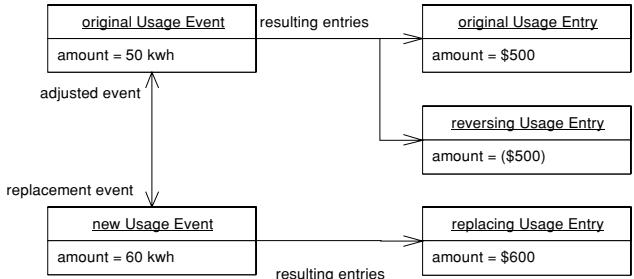 original Usage Event
resulting entries
original Usage Entry
amount = 50 kwh
amount = $500
adjusted event
reversing Usage Entry
amount = ($500)
replacement event
new Usage Event
replacing Usage Entry
amount = 60 kwh
amount = $600
resulting entries